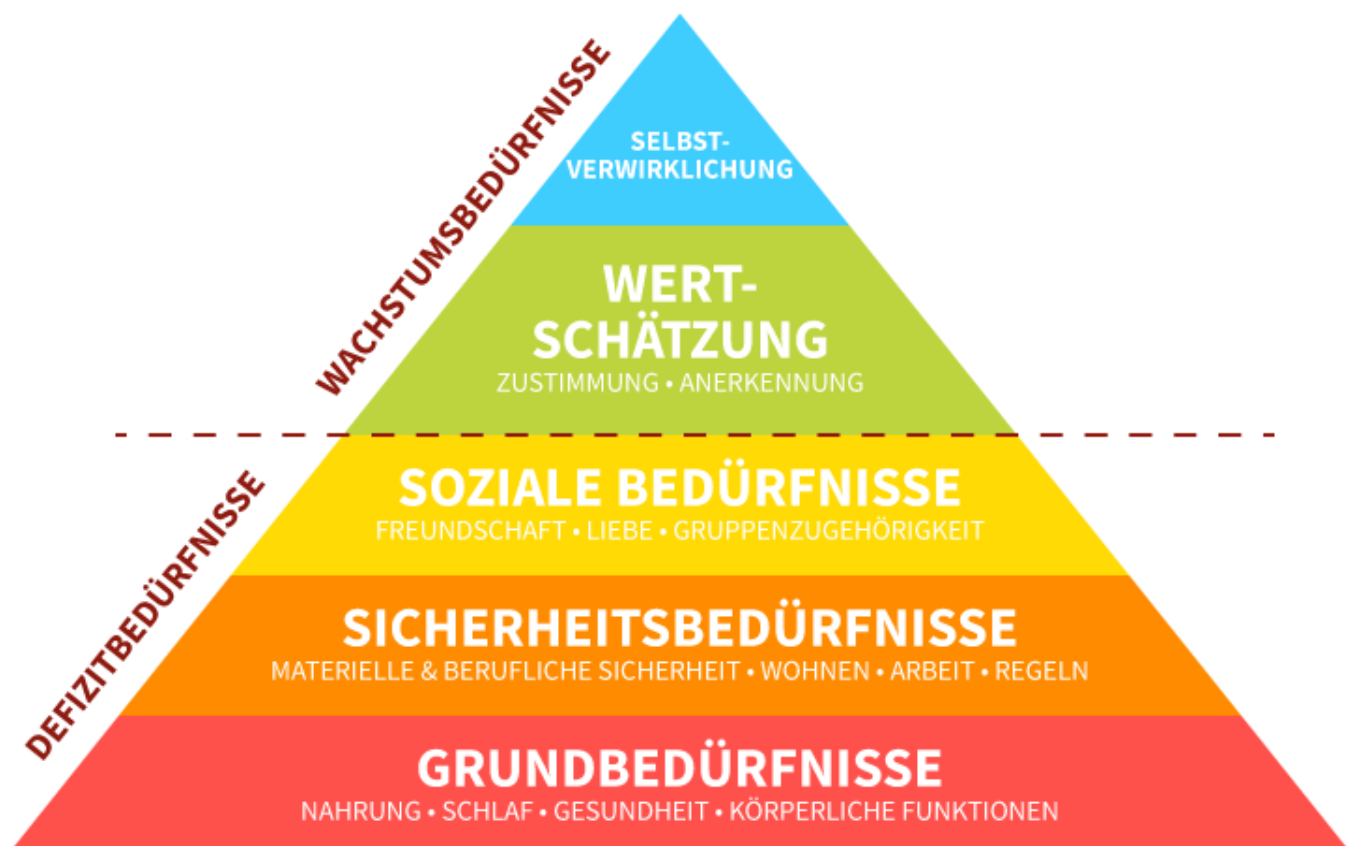 WACHSTUMSBEDÜRFNISSE
SELBST-
VERWIRKLICHUNG
WERT-
SCHÄTZUNG
ZUSTIMMUNG • ANERKENNUNG
DEFIZITBEDÜRFNISSE
SOZIALE BEDÜRFNISSE
FREUNDSCHAFT • LIEBE • GRUPPENZUGEHÖRIGKEIT
SICHERHEITSBEDÜRFNISSE
MATERIELLE & BERUFLICHE SICHERHEIT • WOHNEN • ARBEIT • REGELN
GRUNDBEDÜRFNISSE
NAHRUNG • SCHLAF • GESUNDHEIT • KÖRPERLICHE FUNKTIONEN